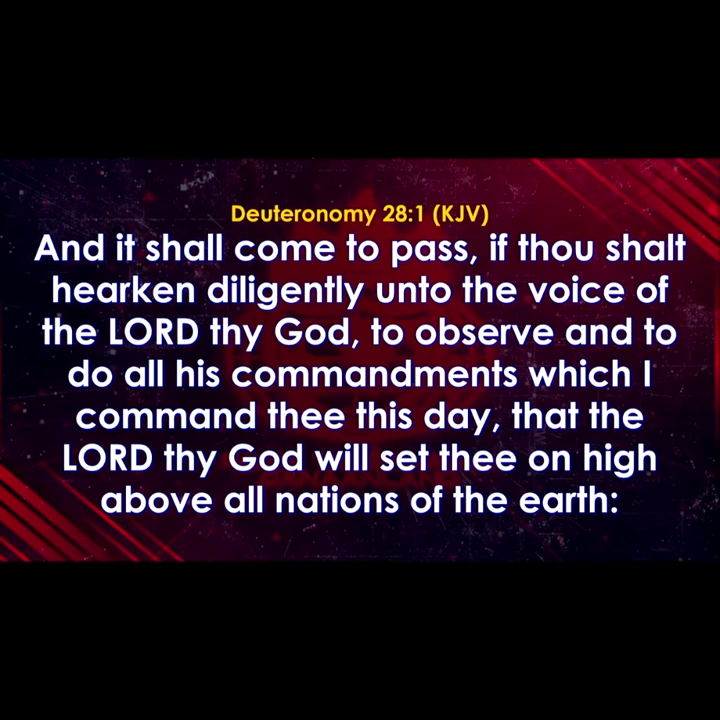 Deuteronomy 28:1 (KJV)
And it shall come to pass, if thou shalt
hearken diligently unto the voice of
the LORD thy God, to observe and to
do all his commandments which I
command thee this day, that the
LORD thy God will set thee on high
above all nations of the earth: